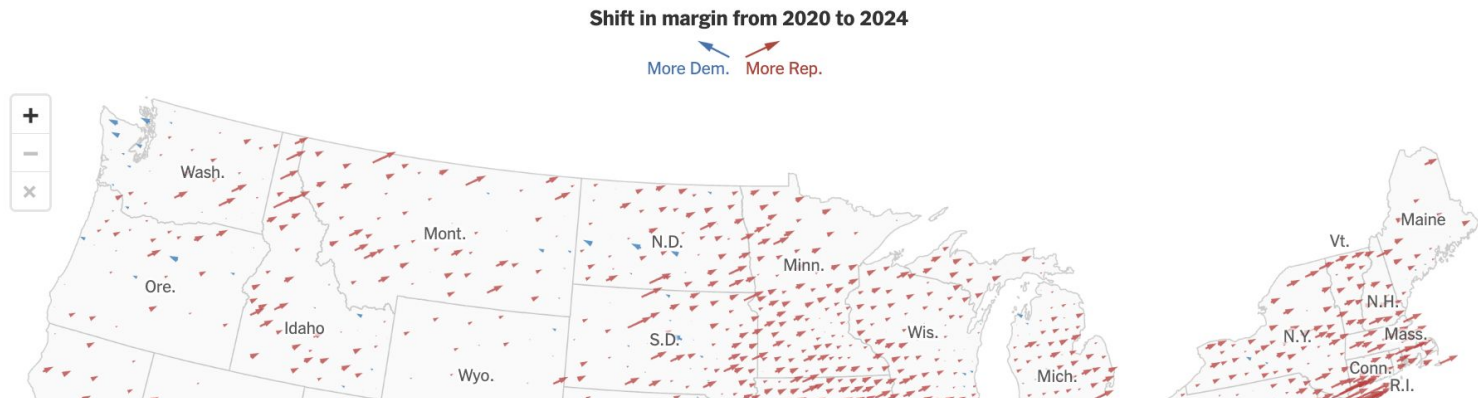 Shift in margin from 2020 to 2024
More Dem. More Rep.
+
−
×
Wash.
Maine
Mont.
N.D.
Vt.
Minn.
Ore.
N.H.
Idaho
S.D.
Wis.
N.Y.
Mass.
Wyo.
Mich.
Conn.
R.I.